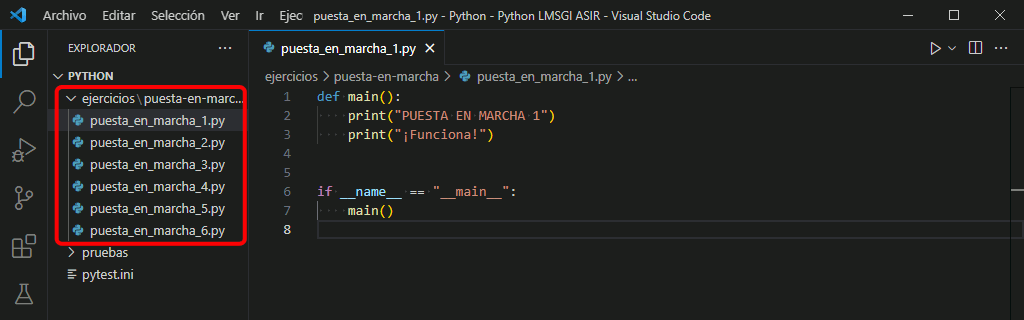 Archivo Editar Selección Ver Ir Ejec puesta_en_marcha_1.py - Python - Python LMSGI ASIR - Visual Studio Code
EXPLORADOR
PYTHON
ejercicios\puesta-en-marc...
puesta_en_marcha_1.py
puesta_en_marcha_2.py
puesta_en_marcha_3.py
puesta_en_marcha_4.py
puesta_en_marcha_5.py
puesta_en_marcha_6.py
pruebas
pytest.ini
puesta_en_marcha_1.py
ejercicios > puesta-en-marcha > puesta_en_marcha_1.py > ...
1 def main():
2     print("PUESTA EN MARCHA 1")
3     print("¡Funciona!")
4
5
6 if __name__ == "__main__":
7     main()
8